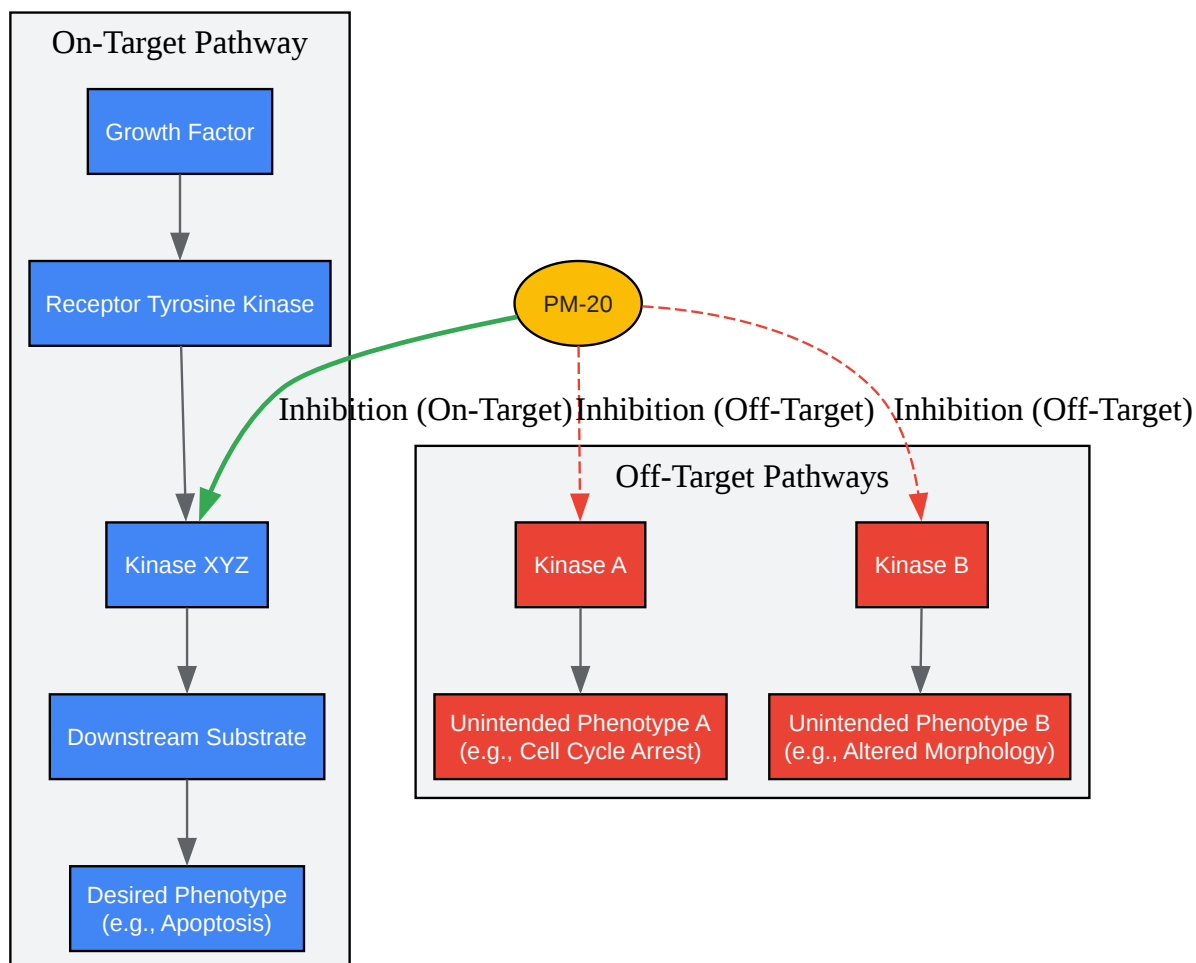 On-Target Pathway
Growth Factor
Receptor Tyrosine Kinase
PM-20
Inhibition (On-Target)
Inhibition (Off-Target)
Inhibition (Off-Target)
Off-Target Pathways
Kinase XYZ
Kinase A
Kinase B
Downstream Substrate
Unintended Phenotype A
(e.g., Cell Cycle Arrest)
Unintended Phenotype B
(e.g., Altered Morphology)
Desired Phenotype
(e.g., Apoptosis)